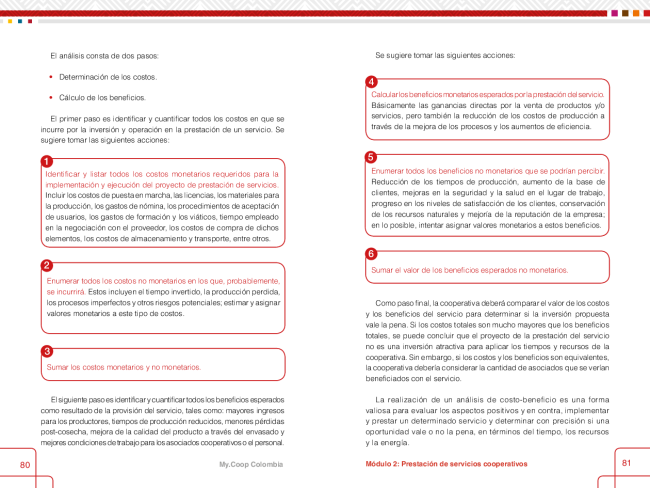 El análisis consta de dos pasos:
• Determinación de los costos.
• Cálculo de los beneficios.
El primer paso es identificar y cuantificar todos los costos en que se
incurre por la inversión y operación en la prestación de un servicio. Se
sugiere tomar las siguientes acciones:
1
Identificar y listar todos los costos monetarios requeridos para la
implementación y ejecución del proyecto de prestación de servicios.
Incluir los costos de puesta en marcha, las licencias, los materiales para
la producción, los gastos de nómina, los procedimientos de aceptación
de usuarios, los gastos de formación y los viáticos, tiempo empleado
en la negociación con el proveedor, los costos de compra de dichos
elementos, los costos de almacenamiento y transporte, entre otros.
2
Enumerar todos los costos no monetarios en los que, probablemente,
se incurrirá. Estos incluyen el tiempo invertido, la producción perdida,
los procesos imperfectos y otros riesgos potenciales; estimar y asignar
valores monetarios a este tipo de costos.
3
Sumar los costos monetarios y no monetarios.
El siguiente paso es identificar y cuantificar todos los beneficios esperados
como resultado de la provisión del servicio, tales como: mayores ingresos
para los productores, tiempos de producción reducidos, menores pérdidas
post-cosecha, mejora de la calidad del producto a través del envasado y
mejores condiciones de trabajo para los asociados cooperativos o el personal.
80
My.Coop Colombia
Se sugiere tomar las siguientes acciones:
4
Calcular los beneficios monetarios esperados por la prestación del servicio.
Básicamente las ganancias directas por la venta de productos y/o
servicios, pero también la reducción de los costos de producción a
través de la mejora de los procesos y los aumentos de eficiencia.
5
Enumerar todos los beneficios no monetarios que se podrían percibir.
Reducción de los tiempos de producción, aumento de la base de
clientes, mejoras en la seguridad y la salud en el lugar de trabajo,
progreso en los niveles de satisfacción de los clientes, conservación
de los recursos naturales y mejoría de la reputación de la empresa;
en lo posible, intentar asignar valores monetarios a estos beneficios.
6
Sumar el valor de los beneficios esperados no monetarios.
Como paso final, la cooperativa deberá comparar el valor de los costos
y los beneficios del servicio para determinar si la inversión propuesta
vale la pena. Si los costos totales son mucho mayores que los beneficios
totales, se puede concluir que el proyecto de la prestación del servicio
no es una inversión atractiva para aplicar los tiempos y recursos de la
cooperativa. Sin embargo, si los costos y los beneficios son equivalentes,
la cooperativa debería considerar la cantidad de asociados que se verían
beneficiados con el servicio.
La realización de un análisis de costo-beneficio es una forma
valiosa para evaluar los aspectos positivos y en contra, implementar
y prestar un determinado servicio y determinar con precisión si una
oportunidad vale o no la pena, en términos del tiempo, los recursos
y la energía.
Módulo 2: Prestación de servicios cooperativos
81